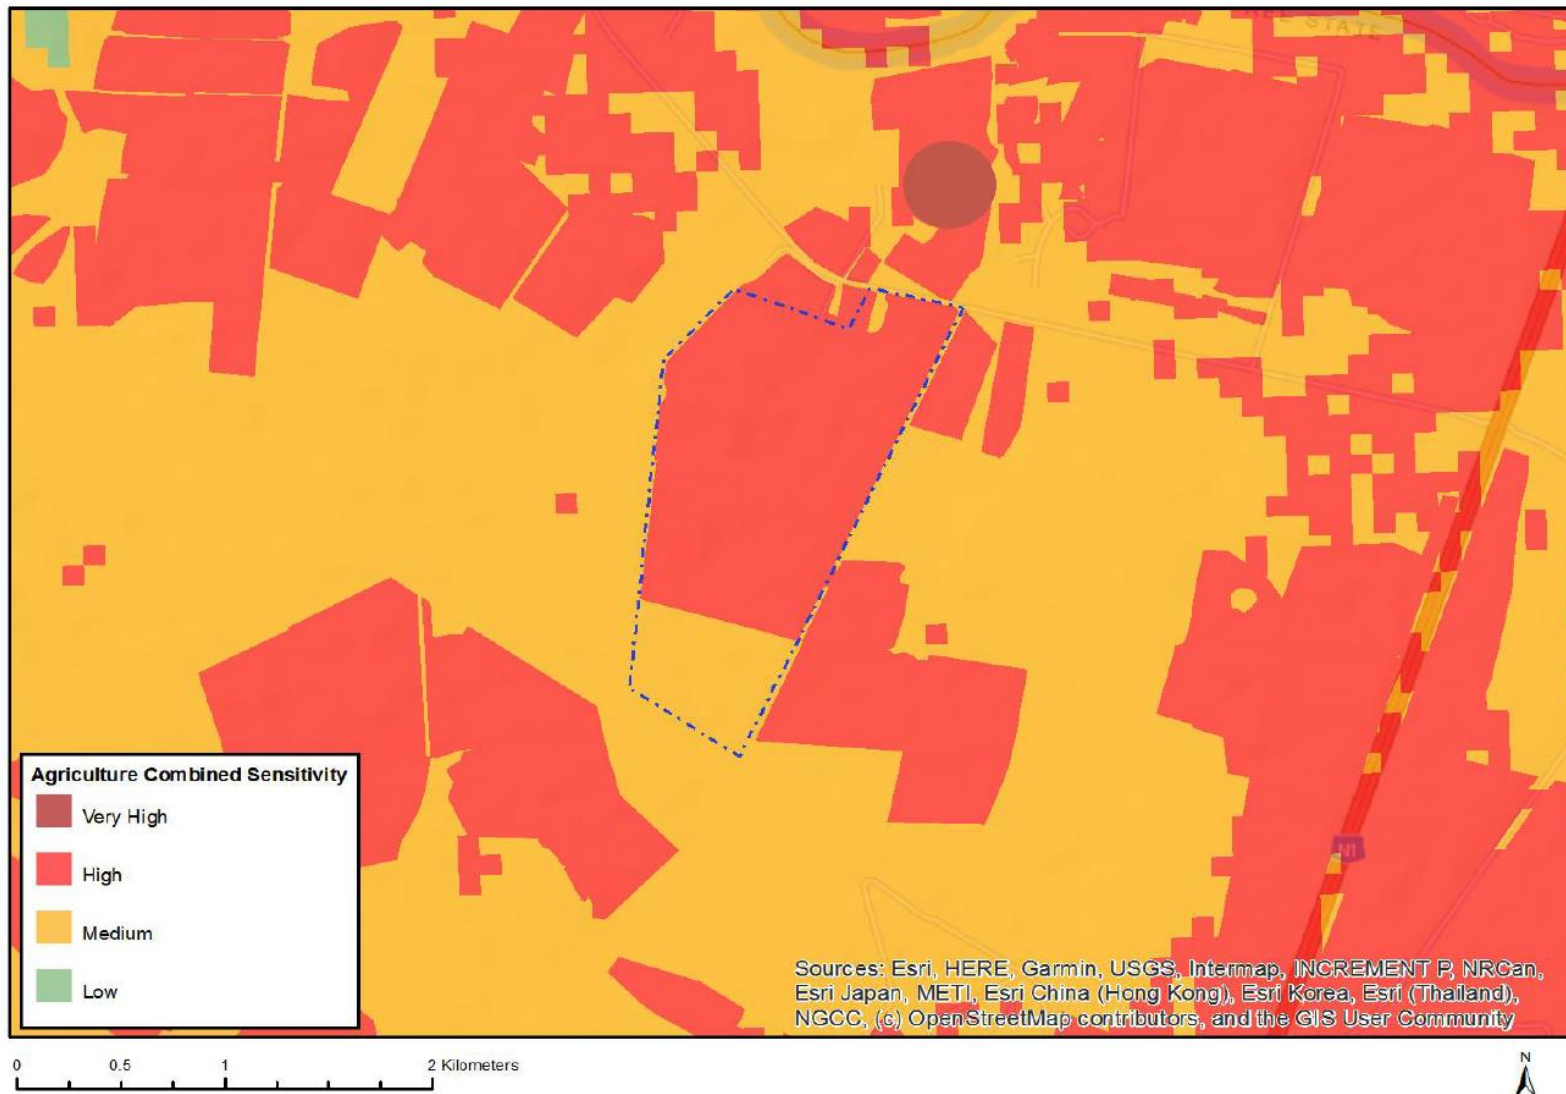 STATE
N1
Agriculture Combined Sensitivity
Very High
High
Medium
Low
Sources: Esri, HERE, Garmin, USGS, Intermap, INCREMENT P, NRCan,
Esri Japan, METI, Esri China (Hong Kong), Esri Korea, Esri (Thailand),
NGCC, (c) OpenStreetMap contributors, and the GIS User Community
0 0.5 1 2 Kilometers
N